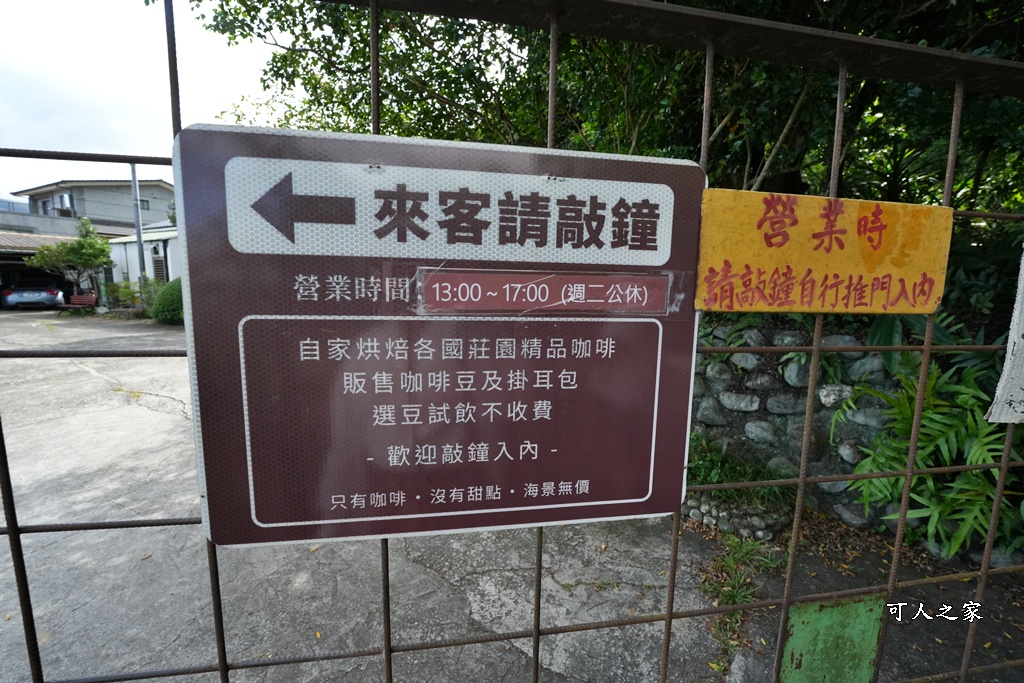 來客請敲鐘
營業時間 13:00～17:00 (週二公休)
自家烘焙各國莊園精品咖啡
販售咖啡豆及掛耳包
選豆試飲不收費
- 歡迎敲鐘入內 -
只有咖啡・沒有甜點・海景無價
營業時
請敲鐘自行推門入內
可人之家